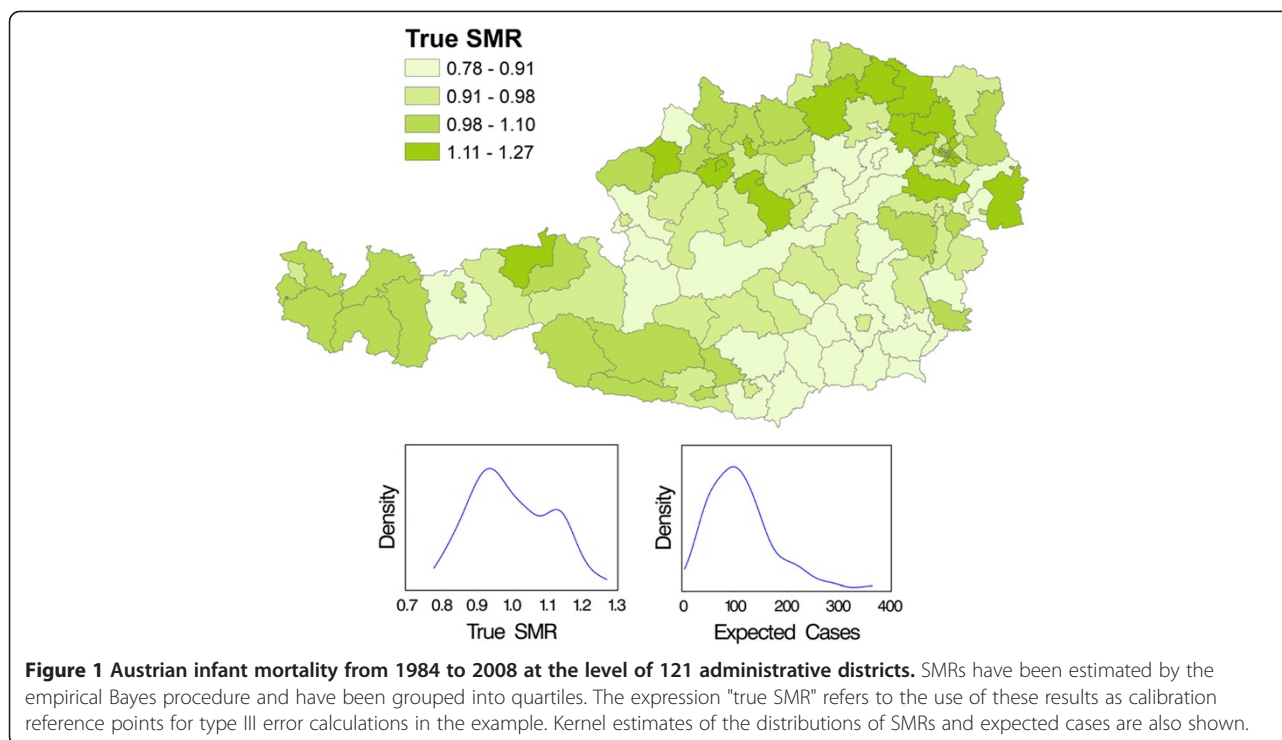 True SMR
0.78 - 0.91
0.91 - 0.98
0.98 - 1.10
1.11 - 1.27
Density
0.7 0.8 0.9 1.0 1.1 1.2 1.3
True SMR
Density
0 100 200 300 400
Expected Cases
Figure 1 Austrian infant mortality from 1984 to 2008 at the level of 121 administrative districts. SMRs have been estimated by the
empirical Bayes procedure and have been grouped into quartiles. The expression "true SMR" refers to the use of these results as calibration
reference points for type III error calculations in the example. Kernel estimates of the distributions of SMRs and expected cases are also shown.